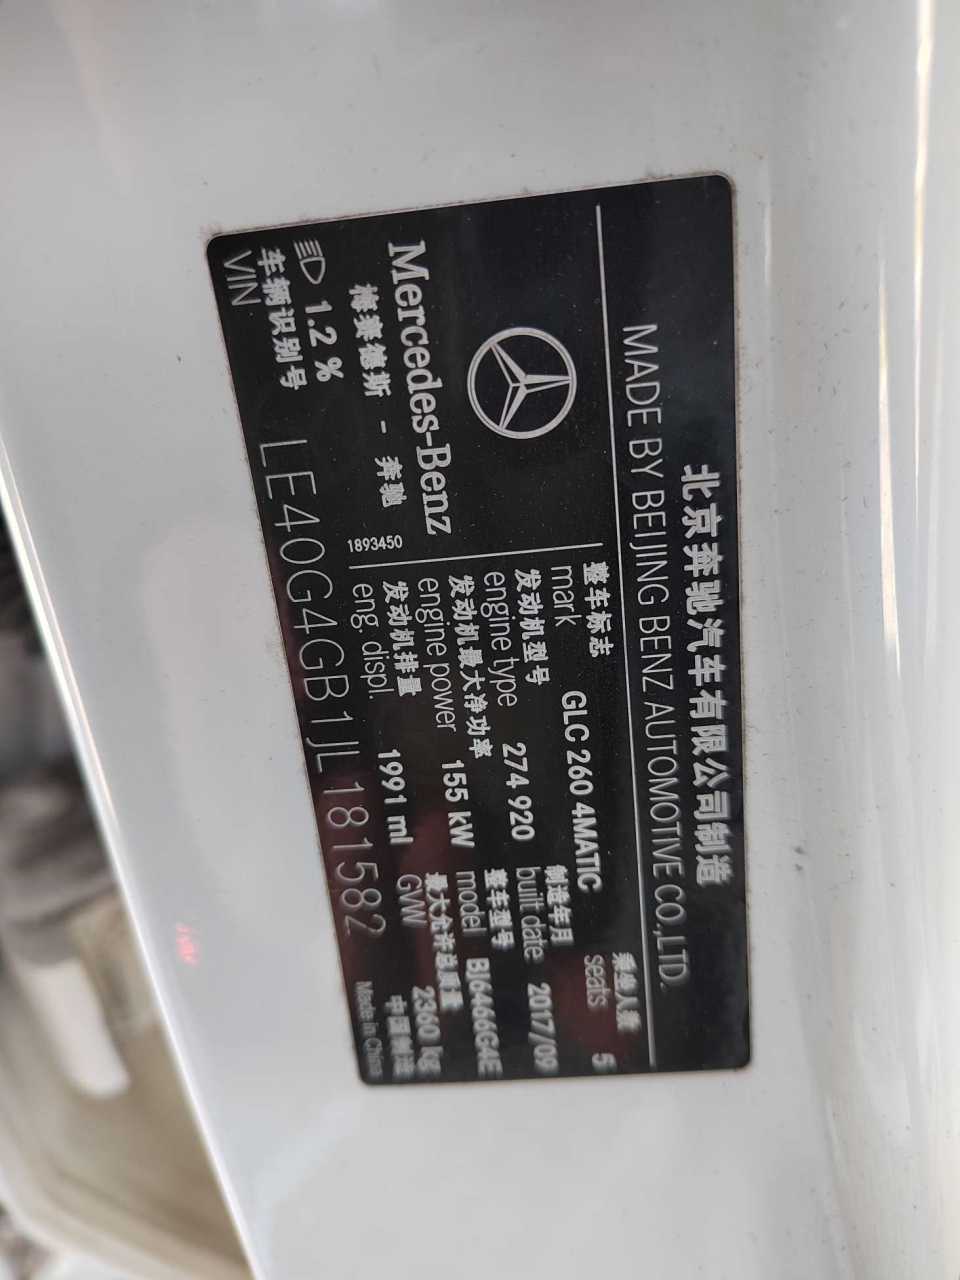 北京奔驰汽车有限公司制造
MADE BY BEIJING BENZ AUTOMOTIVE CO.,LTD.
Mercedes-Benz
梅赛德斯 - 奔驰
1.2 %
1893450
整车标志
mark GLC 260 4MATIC
乘坐人数
seats 5
发动机型号
engine type 274 920
制造年月
built date 2017/09
发动机最大净功率
engine power 155 kW
整车型号
model BJ6466G4E
发动机排量
eng. displ. 1991 ml
最大允许总质量
GVW 2360 kg
车辆识别号
VIN LE40G4GB1JL181582
中国制造
Made in China